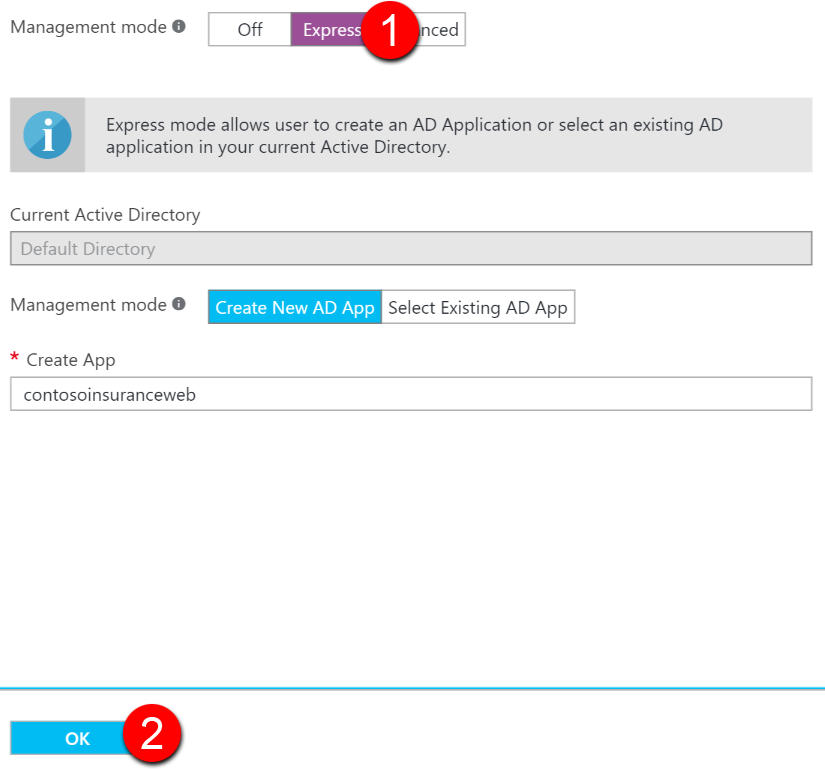 Management mode Off Express 1 nced
Express mode allows user to create an AD Application or select an existing AD
application in your current Active Directory.
Current Active Directory
Default Directory
Management mode Create New AD App Select Existing AD App
* Create App
contosoinsuranceweb
OK 2